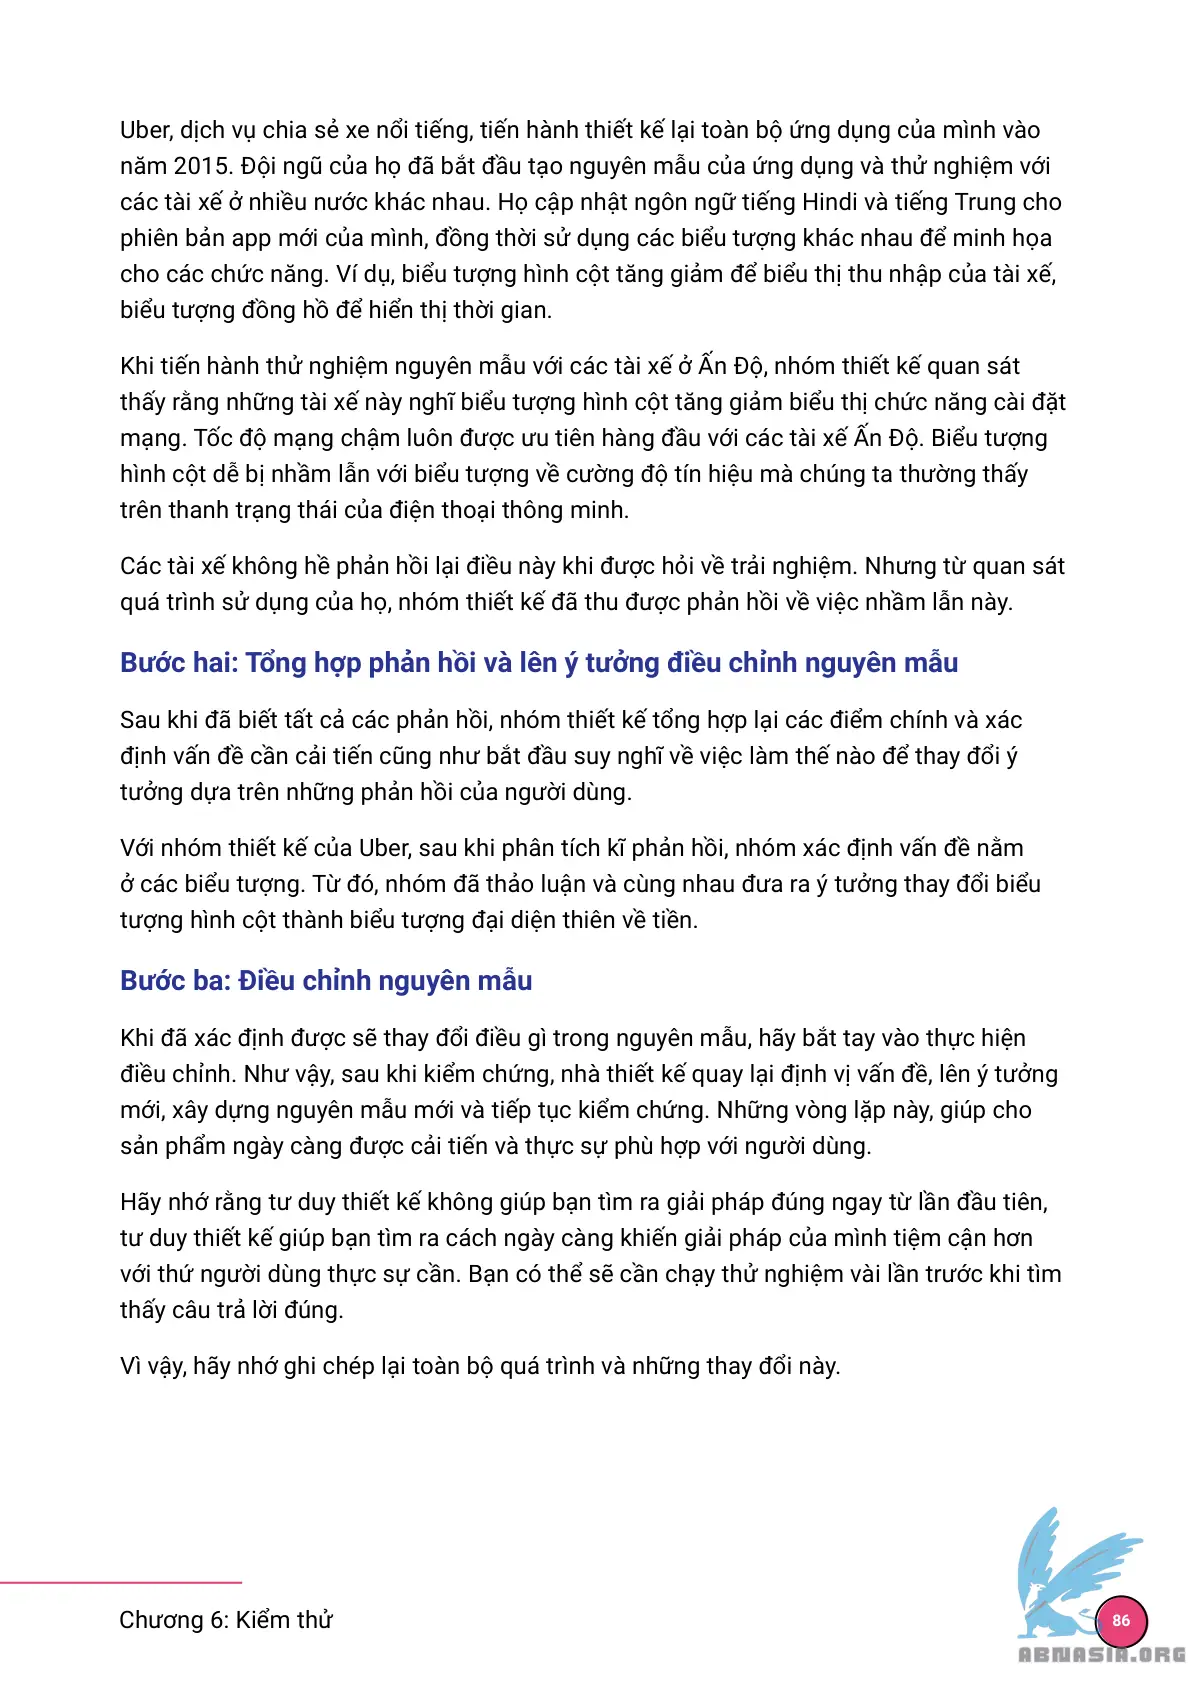 Uber, dịch vụ chia sẻ xe nổi tiếng, tiến hành thiết kế lại toàn bộ ứng dụng của mình vào
năm 2015. Đội ngũ của họ đã bắt đầu tạo nguyên mẫu của ứng dụng và thử nghiệm với
các tài xế ở nhiều nước khác nhau. Họ cập nhật ngôn ngữ tiếng Hindi và tiếng Trung cho
phiên bản app mới của mình, đồng thời sử dụng các biểu tượng khác nhau để minh họa
cho các chức năng. Ví dụ, biểu tượng hình cột tăng giảm để biểu thị thu nhập của tài xế,
biểu tượng đồng hồ để hiển thị thời gian.
Khi tiến hành thử nghiệm nguyên mẫu với các tài xế ở Ấn Độ, nhóm thiết kế quan sát
thấy rằng những tài xế này nghĩ biểu tượng hình cột tăng giảm biểu thị chức năng cài đặt
mạng. Tốc độ mạng chậm luôn được ưu tiên hàng đầu với các tài xế Ấn Độ. Biểu tượng
hình cột dễ bị nhầm lẫn với biểu tượng về cường độ tín hiệu mà chúng ta thường thấy
trên thanh trạng thái của điện thoại thông minh.
Các tài xế không hề phản hồi lại điều này khi được hỏi về trải nghiệm. Nhưng từ quan sát
quá trình sử dụng của họ, nhóm thiết kế đã thu được phản hồi về việc nhầm lẫn này.
Bước hai: Tổng hợp phản hồi và lên ý tưởng điều chỉnh nguyên mẫu
Sau khi đã biết tất cả các phản hồi, nhóm thiết kế tổng hợp lại các điểm chính và xác
định vấn đề cần cải tiến cũng như bắt đầu suy nghĩ về việc làm thế nào để thay đổi ý
tưởng dựa trên những phản hồi của người dùng.
Với nhóm thiết kế của Uber, sau khi phân tích kĩ phản hồi, nhóm xác định vấn đề nằm
ở các biểu tượng. Từ đó, nhóm đã thảo luận và cùng nhau đưa ra ý tưởng thay đổi biểu
tượng hình cột thành biểu tượng đại diện thiên về tiền.
Bước ba: Điều chỉnh nguyên mẫu
Khi đã xác định được sẽ thay đổi điều gì trong nguyên mẫu, hãy bắt tay vào thực hiện
điều chỉnh. Như vậy, sau khi kiểm chứng, nhà thiết kế quay lại định vị vấn đề, lên ý tưởng
mới, xây dựng nguyên mẫu mới và tiếp tục kiểm chứng. Những vòng lặp này, giúp cho
sản phẩm ngày càng được cải tiến và thực sự phù hợp với người dùng.
Hãy nhớ rằng tư duy thiết kế không giúp bạn tìm ra giải pháp đúng ngay từ lần đầu tiên,
tư duy thiết kế giúp bạn tìm ra cách ngày càng khiến giải pháp của mình tiệm cận hơn
với thứ người dùng thực sự cần. Bạn có thể sẽ cần chạy thử nghiệm vài lần trước khi tìm
thấy câu trả lời đúng.
Vì vậy, hãy nhớ ghi chép lại toàn bộ quá trình và những thay đổi này.
Chương 6: Kiểm thử
86
ABNASIA.ORG